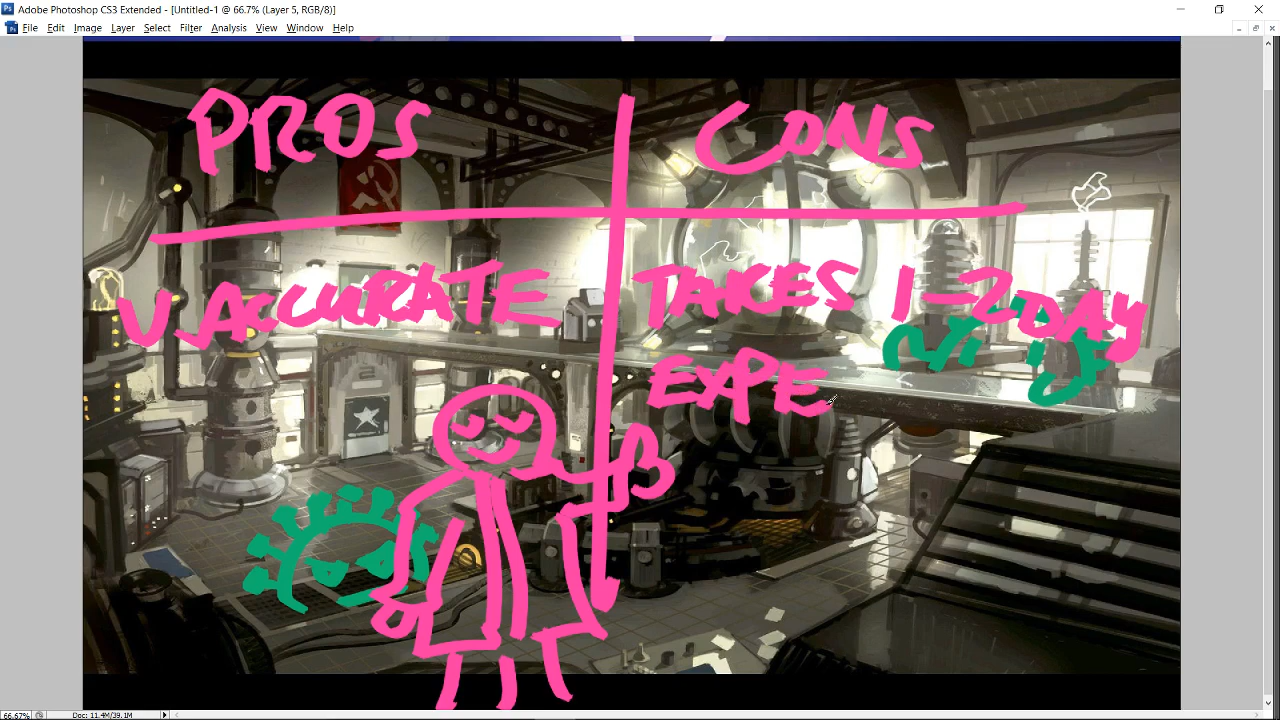 Adobe Photoshop CS3 Extended - [Untitled-1 @ 66.7% (Layer 5, RGB/8)]
File Edit Image Layer Select Filter Analysis View Window Help
PROS CONS
V. ACCURATE TAKES 1-2 DAY
EXPE
66.67% Doc: 11.4M/39.1M